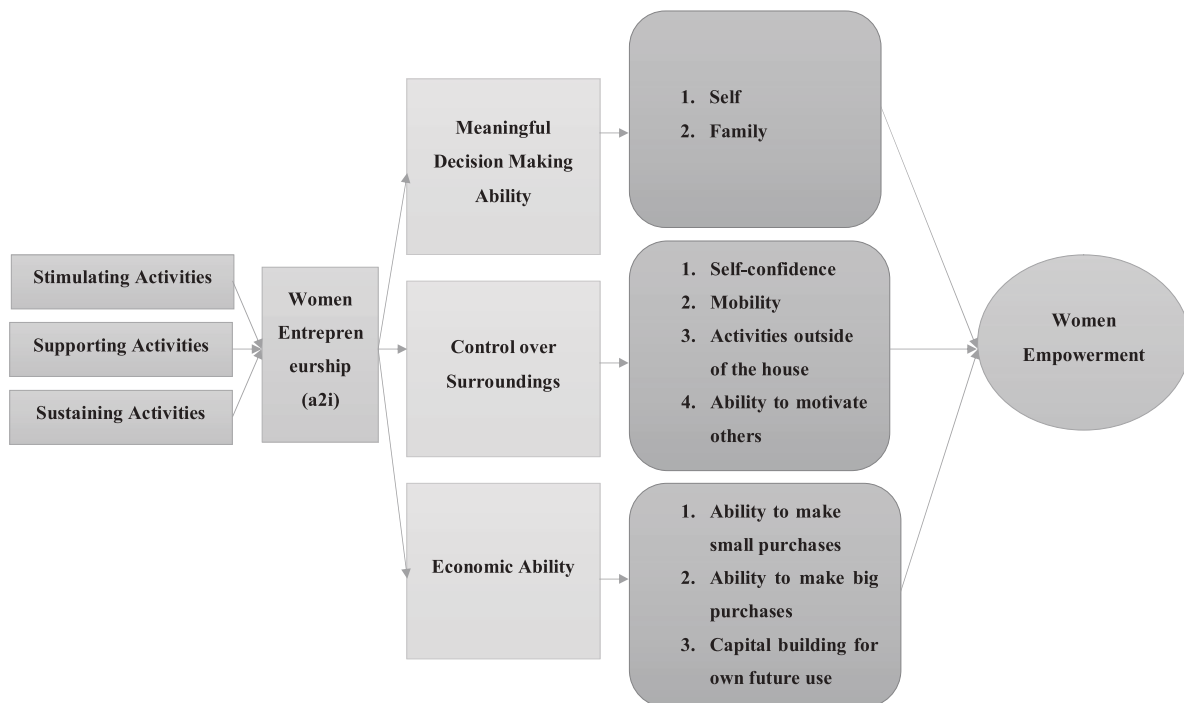 Stimulating Activities
Supporting Activities
Sustaining Activities
Women
Entrepren
eurship
(a2i)
Meaningful
Decision Making
Ability
Control over
Surroundings
Economic Ability
1. Self
2. Family
1. Self-confidence
2. Mobility
3. Activities outside
of the house
4. Ability to motivate
others
1. Ability to make
small purchases
2. Ability to make big
purchases
3. Capital building for
own future use
Women
Empowerment